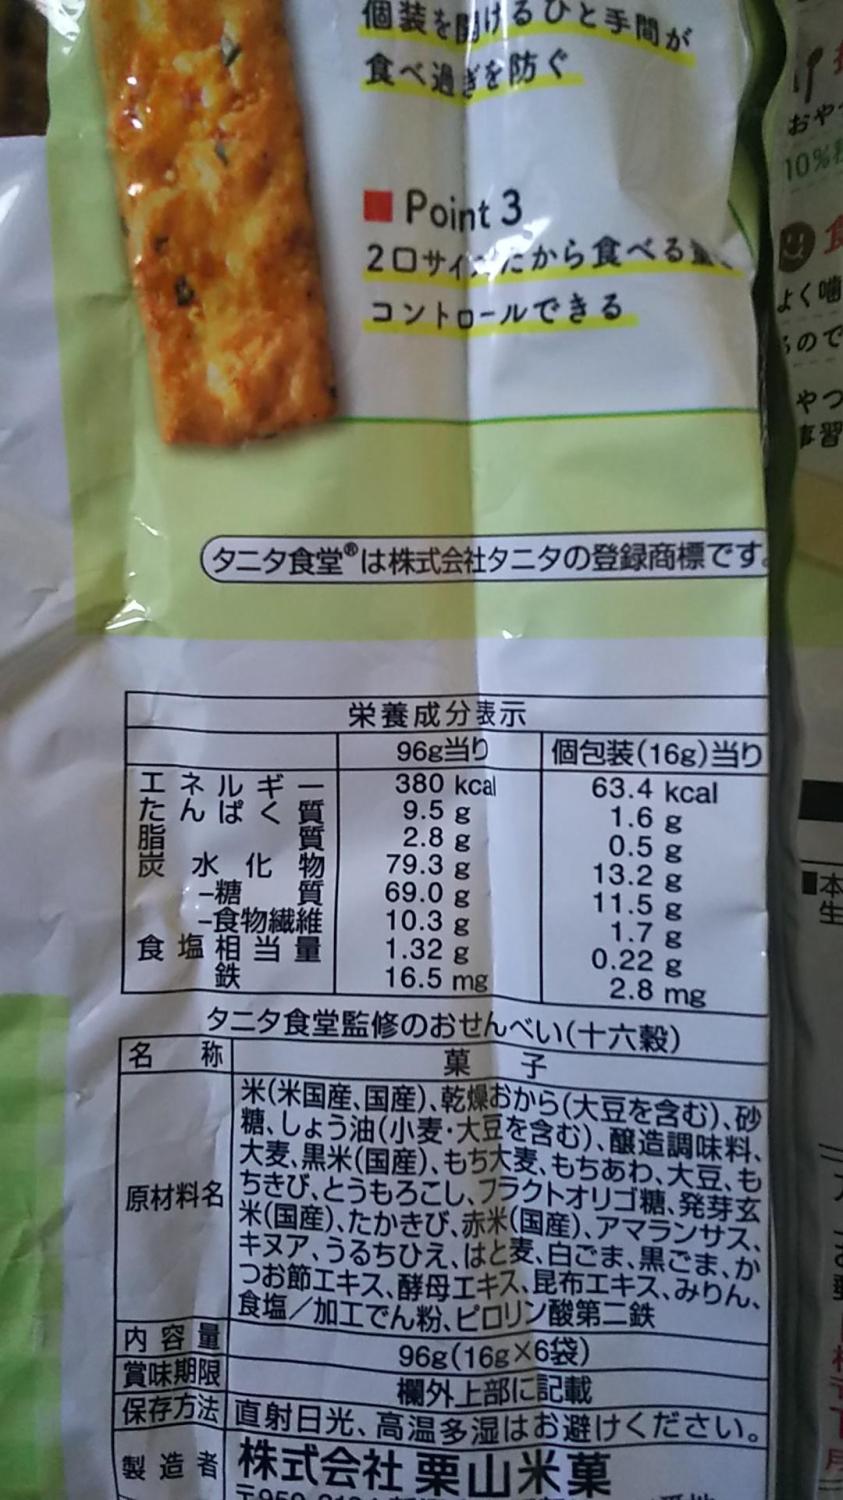 個装を開けるひと手間が
食べ過ぎを防ぐ
Point 3
2口サイズだから食べる
コントロールできる
おや
10%
よく噛
ので
やつ
習
タニタ食堂®は株式会社タニタの登録商標です。
栄養成分表示
96g当り 個包装(16g)当り
エネルギー 380 kcal 63.4 kcal
たんぱく質 9.5 g 1.6 g
脂質 2.8 g 0.5 g
炭水化物 79.3 g 13.2 g
-糖質 69.0 g 11.5 g
-食物繊維 10.3 g 1.7 g
食塩相当量 1.32 g 0.22 g
鉄 16.5 mg 2.8 mg
■本
生
タニタ食堂監修のおせんべい(十六穀)
名称 菓子
原材料名
米(米国産、国産)、乾燥おから(大豆を含む)、砂
糖、しょう油(小麦・大豆を含む)、醸造調味料、
大麦、黒米(国産)、もち大麦、もちあわ、大豆、も
ちきび、とうもろこし、フラクトオリゴ糖、発芽玄
米(国産)、たかきび、赤米(国産)、アマランサス、
キヌア、うるちひえ、はと麦、白ごま、黒ごま、か
つお節エキス、酵母エキス、昆布エキス、みりん、
食塩/加工でん粉、ピロリン酸第二鉄
内容量 96g(16g×6袋)
賞味期限 欄外上部に記載
保存方法 直射日光、高温多湿はお避けください。
製造者 株式会社 栗山米菓